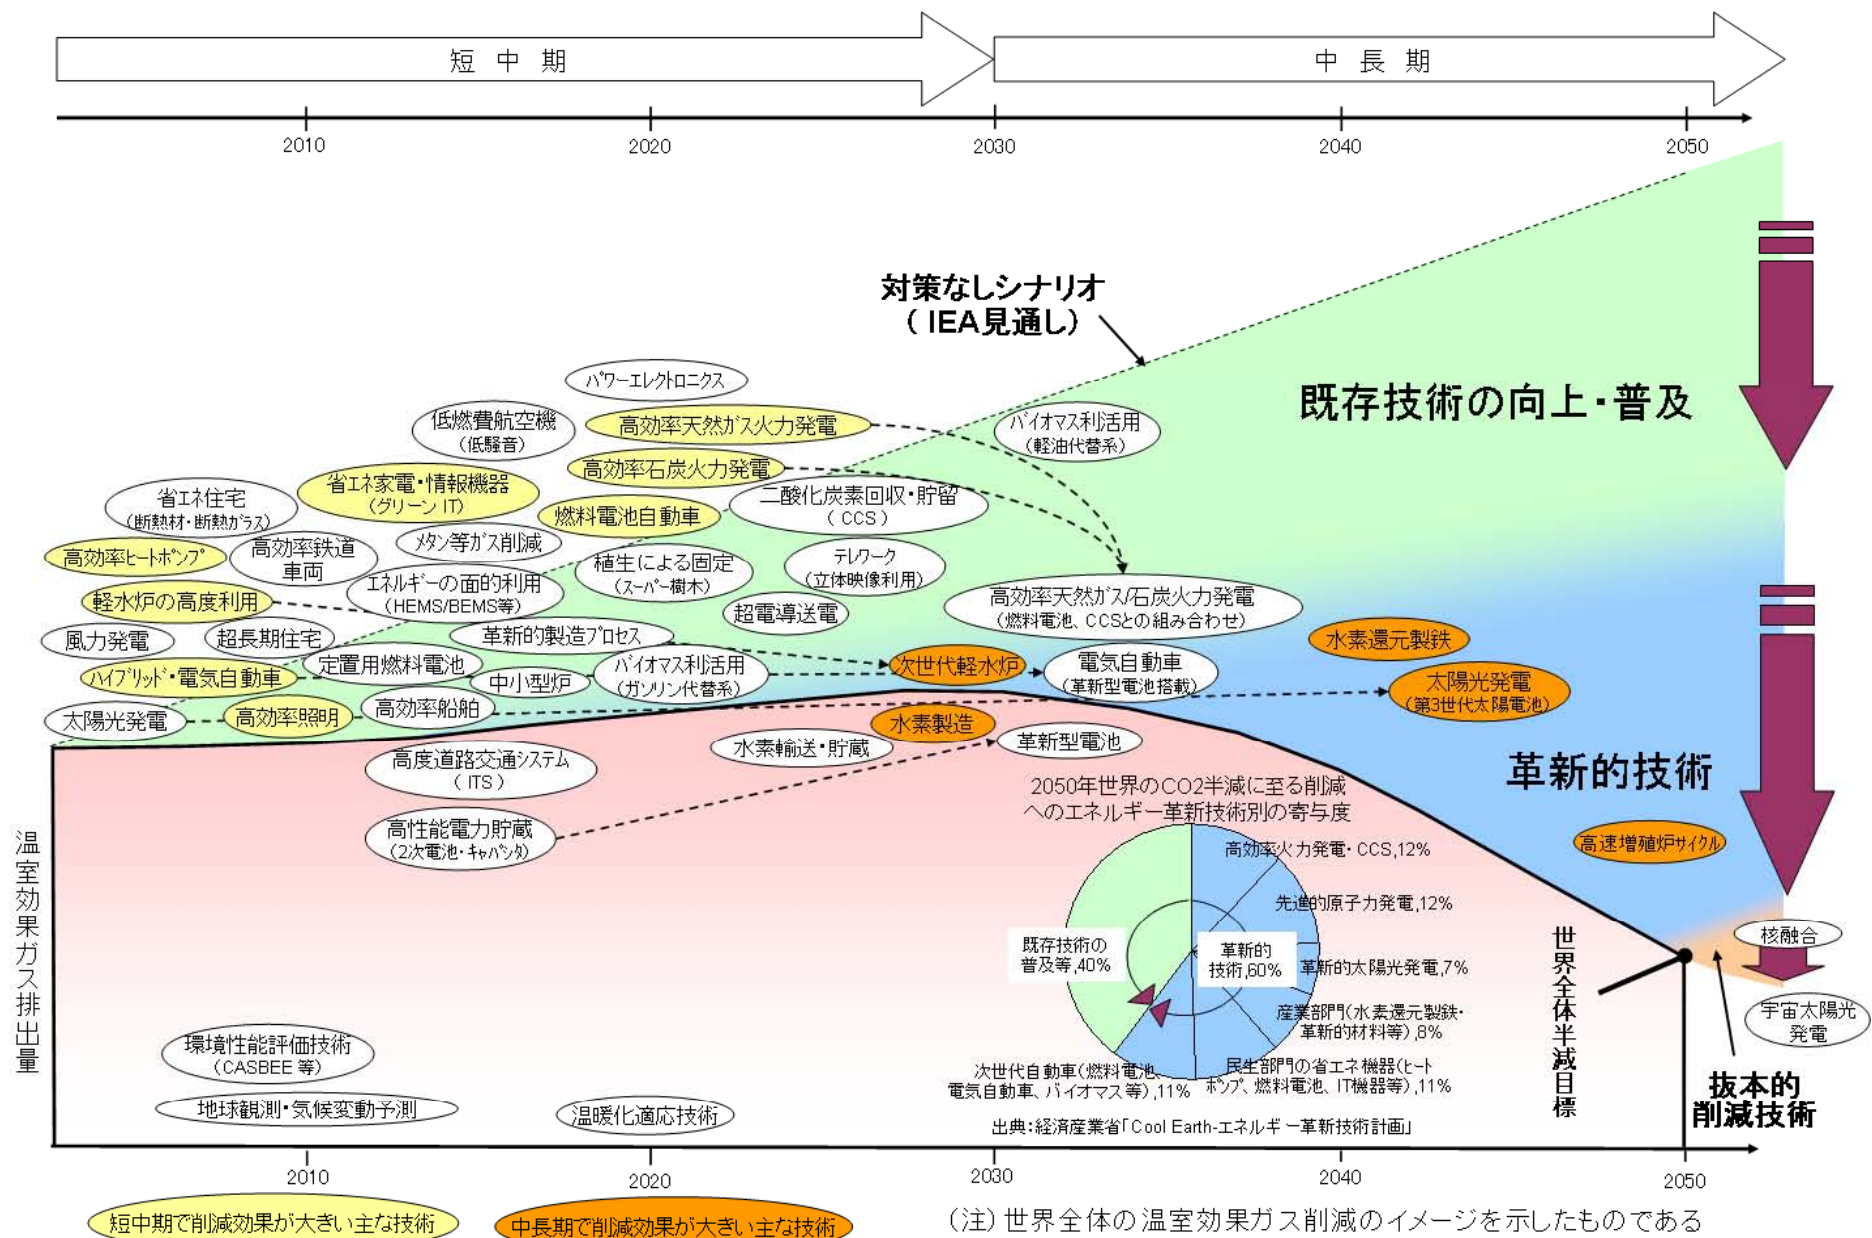 短中期
中長期
2010
2020
2030
2040
2050
対策なしシナリオ
(IEA見通し)
既存技術の向上・普及
パワーエレクトロニクス
低燃費航空機
(低騒音)
高効率天然ガス火力発電
バイオマス利活用
(軽油代替系)
高効率石炭火力発電
省エネ家電・情報機器
(グリーンIT)
省エネ住宅
(断熱材・断熱ガラス)
二酸化炭素回収・貯留
(CCS)
燃料電池自動車
高効率ヒートポンプ
高効率鉄道
車両
メタン等ガス削減
植生による固定
(スーパー樹木)
テレワーク
(立体映像利用)
エネルギーの面的利用
(HEMS/BEMS等)
軽水炉の高度利用
超電導送電
高効率天然ガス/石炭火力発電
(燃料電池、CCSとの組み合わせ)
風力発電
超長期住宅
革新的製造プロセス
水素還元製鉄
ハイブリッド・電気自動車
定置用燃料電池
中小型炉
バイオマス利活用
(ガソリン代替系)
次世代軽水炉
電気自動車
(革新型電池搭載)
太陽光発電
(第3世代太陽電池)
太陽光発電
高効率照明
高効率船舶
水素製造
水素輸送・貯蔵
革新型電池
高度道路交通システム
(ITS)
革新的技術
高性能電力貯蔵
(2次電池・キャパシタ)
高速増殖炉サイクル
2050年世界のCO2半減に至る削減
へのエネルギー革新技術別の寄与度
高効率火力発電・CCS,12%
先進的原子力発電,12%
革新的太陽光発電,7%
産業部門(水素還元製鉄・
革新的材料等),8%
民生部門の省エネ機器(ヒート
ポンプ、燃料電池、IT機器等),11%
次世代自動車(燃料電池、
電気自動車、バイオマス等),11%
既存技術の
普及等,40%
革新的
技術,60%
出典:経済産業省「Cool Earth-エネルギー革新技術計画」
温室効果ガス排出量
世界全体半減目標
核融合
宇宙太陽光
発電
抜本的
削減技術
環境性能評価技術
(CASBEE 等)
地球観測・気候変動予測
温暖化適応技術
2010
2020
2030
2040
2050
短中期で削減効果が大きい主な技術
中長期で削減効果が大きい主な技術
(注)世界全体の温室効果ガス削減のイメージを示したものである